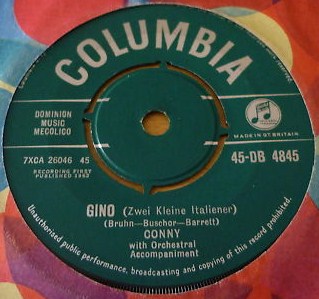 COLUMBIA
DOMINION
MUSIC
MECOLICO
MADE IN GT. BRITAIN
7XCA 26046 45
RECORDING FIRST
PUBLISHED 1962
45-DB 4845
GINO (Zwei Kleine Italiener)
(Bruhn—Buschor—Barrett)
CONNY
with Orchestral
Accompaniment
Unauthorised public performance, broadcasting and copying of this record prohibited.